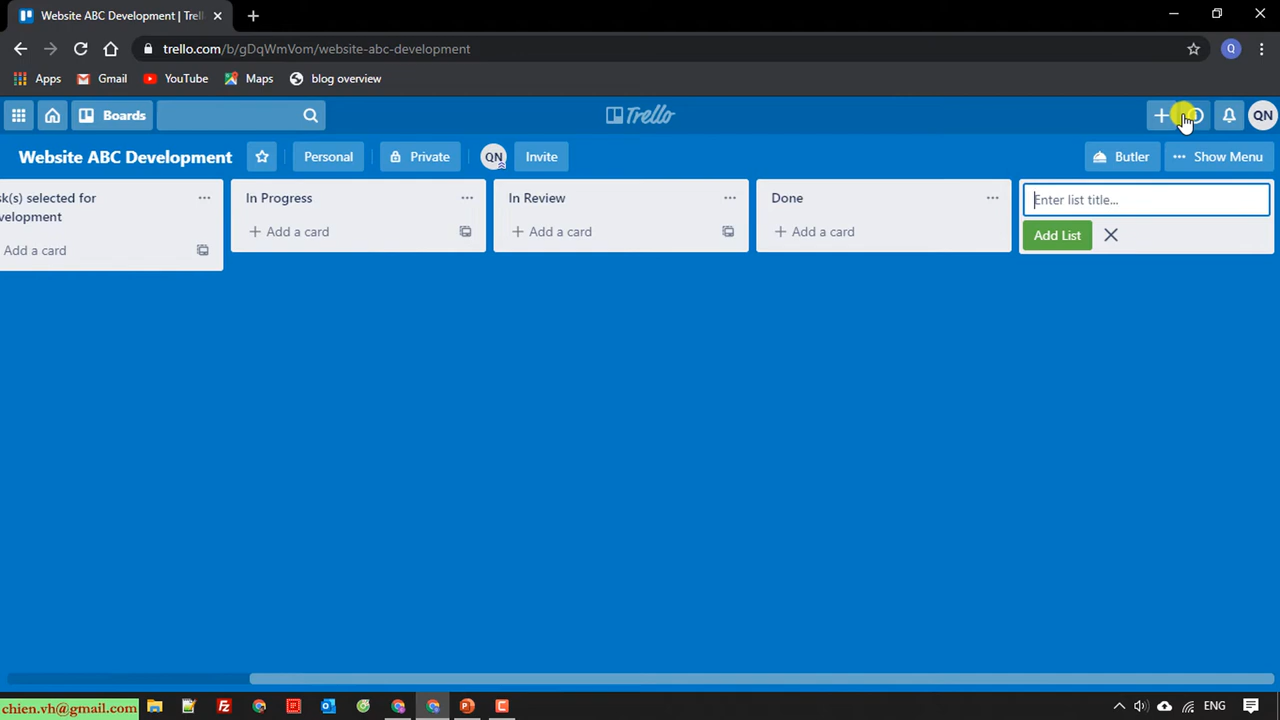 Website ABC Development | Trell
trello.com/b/gDqWmVom/website-abc-development
Q
Apps
Gmail
YouTube
Maps
blog overview
Boards
Trello
QN
Website ABC Development
Personal
Private
QN
Invite
Butler
Show Menu
sk(s) selected for
velopment
Add a card
In Progress
Add a card
In Review
Add a card
Done
Add a card
Enter list title...
Add List
chien.vh@gmail.com
ENG